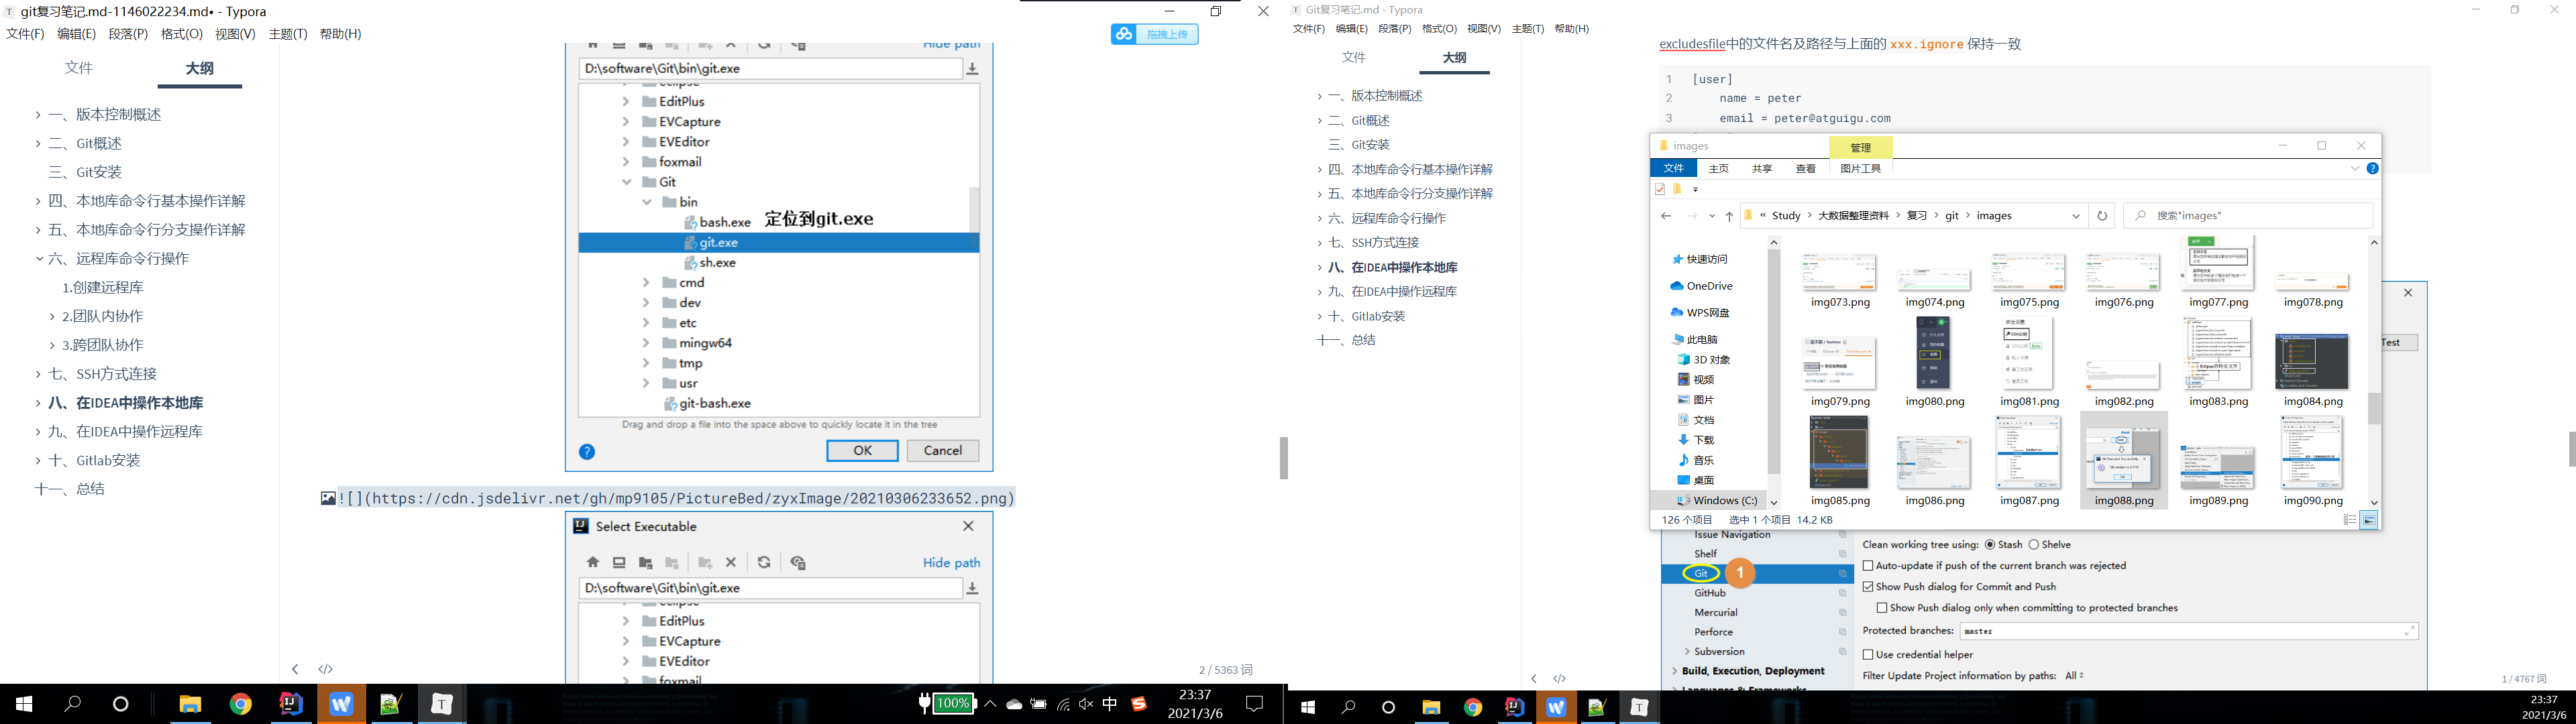 git复习笔记.md-1146022234.md• - Typora
文件(F) 编辑(E) 段落(P) 格式(O) 视图(V) 主题(T) 帮助(H)
拖拽上传
文件 大纲
一、版本控制概述
二、Git概述
三、Git安装
四、本地库命令行基本操作详解
五、本地库命令行分支操作详解
六、远程库命令行操作
1.创建远程库
2.团队内协作
3.跨团队协作
七、SSH方式连接
八、在IDEA中操作本地库
九、在IDEA中操作远程库
十、Gitlab安装
十一、总结
Hide path
D:\software\Git\bin\git.exe
eclipse
EditPlus
EVCapture
EVEditor
foxmail
Git
bin
bash.exe 定位到git.exe
git.exe
sh.exe
cmd
dev
etc
mingw64
tmp
usr
git-bash.exe
Drag and drop a file into the space above to quickly locate it in the tree
? OK Cancel
![](https://cdn.jsdelivr.net/gh/mp9105/PictureBed/zyxImage/20210306233652.png)
Select Executable
Hide path
D:\software\Git\bin\git.exe
eclipse
EditPlus
EVCapture
EVEditor
foxmail
2 / 5363 词
100% 中 23:37
2021/3/6
Git复习笔记.md - Typora
文件(F) 编辑(E) 段落(P) 格式(O) 视图(V) 主题(T) 帮助(H)
文件 大纲
一、版本控制概述
二、Git概述
三、Git安装
四、本地库命令行基本操作详解
五、本地库命令行分支操作详解
六、远程库命令行操作
七、SSH方式连接
八、在IDEA中操作本地库
九、在IDEA中操作远程库
十、Gitlab安装
十一、总结
excludesfile中的文件名及路径与上面的 xxx.ignore 保持一致
1 [user]
2 name = peter
3 email = peter@atguigu.com
images 管理
文件 主页 共享 查看 图片工具
« Study › 大数据整理资料 › 复习 › git › images 搜索"images"
快速访问
OneDrive
WPS网盘
此电脑
3D 对象
视频
图片
文档
下载
音乐
桌面
Windows (C:)
img073.png img074.png img075.png img076.png img077.png img078.png
img079.png img080.png img081.png img082.png img083.png img084.png
img085.png img086.png img087.png img088.png img089.png img090.png
126 个项目 选中 1 个项目 14.2 KB
Test
Issue Navigation
Shelf
Git 1
GitHub
Mercurial
Perforce
Subversion
Build, Execution, Deployment
Languages & Frameworks
Clean working tree using: Stash Shelve
Auto-update if push of the current branch was rejected
Show Push dialog for Commit and Push
Show Push dialog only when committing to protected branches
Protected branches: master
Use credential helper
Filter Update Project information by paths: All
1 / 4767 词
23:37
2021/3/6